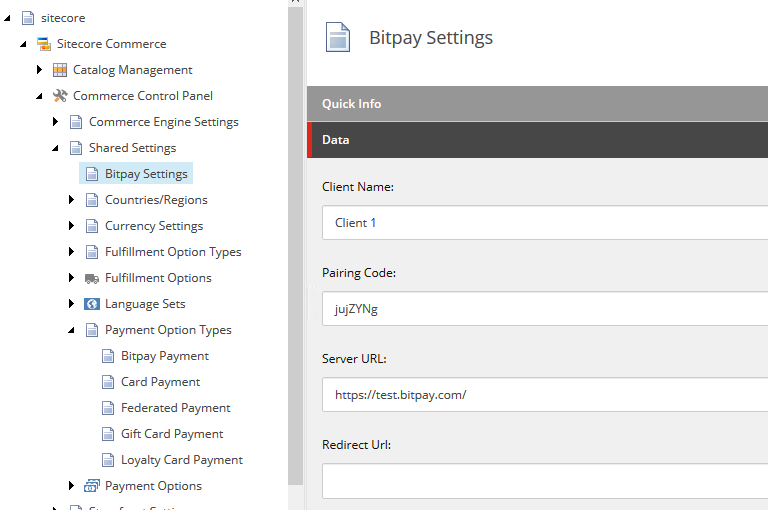 sitecore
Sitecore Commerce
Catalog Management
Commerce Control Panel
Commerce Engine Settings
Shared Settings
Bitpay Settings
Countries/Regions
Currency Settings
Fulfillment Option Types
Fulfillment Options
Language Sets
Payment Option Types
Bitpay Payment
Card Payment
Federated Payment
Gift Card Payment
Loyalty Card Payment
Payment Options
Bitpay Settings
Quick Info
Data
Client Name:
Client 1
Pairing Code:
jujZYNg
Server URL:
https://test.bitpay.com/
Redirect Url: